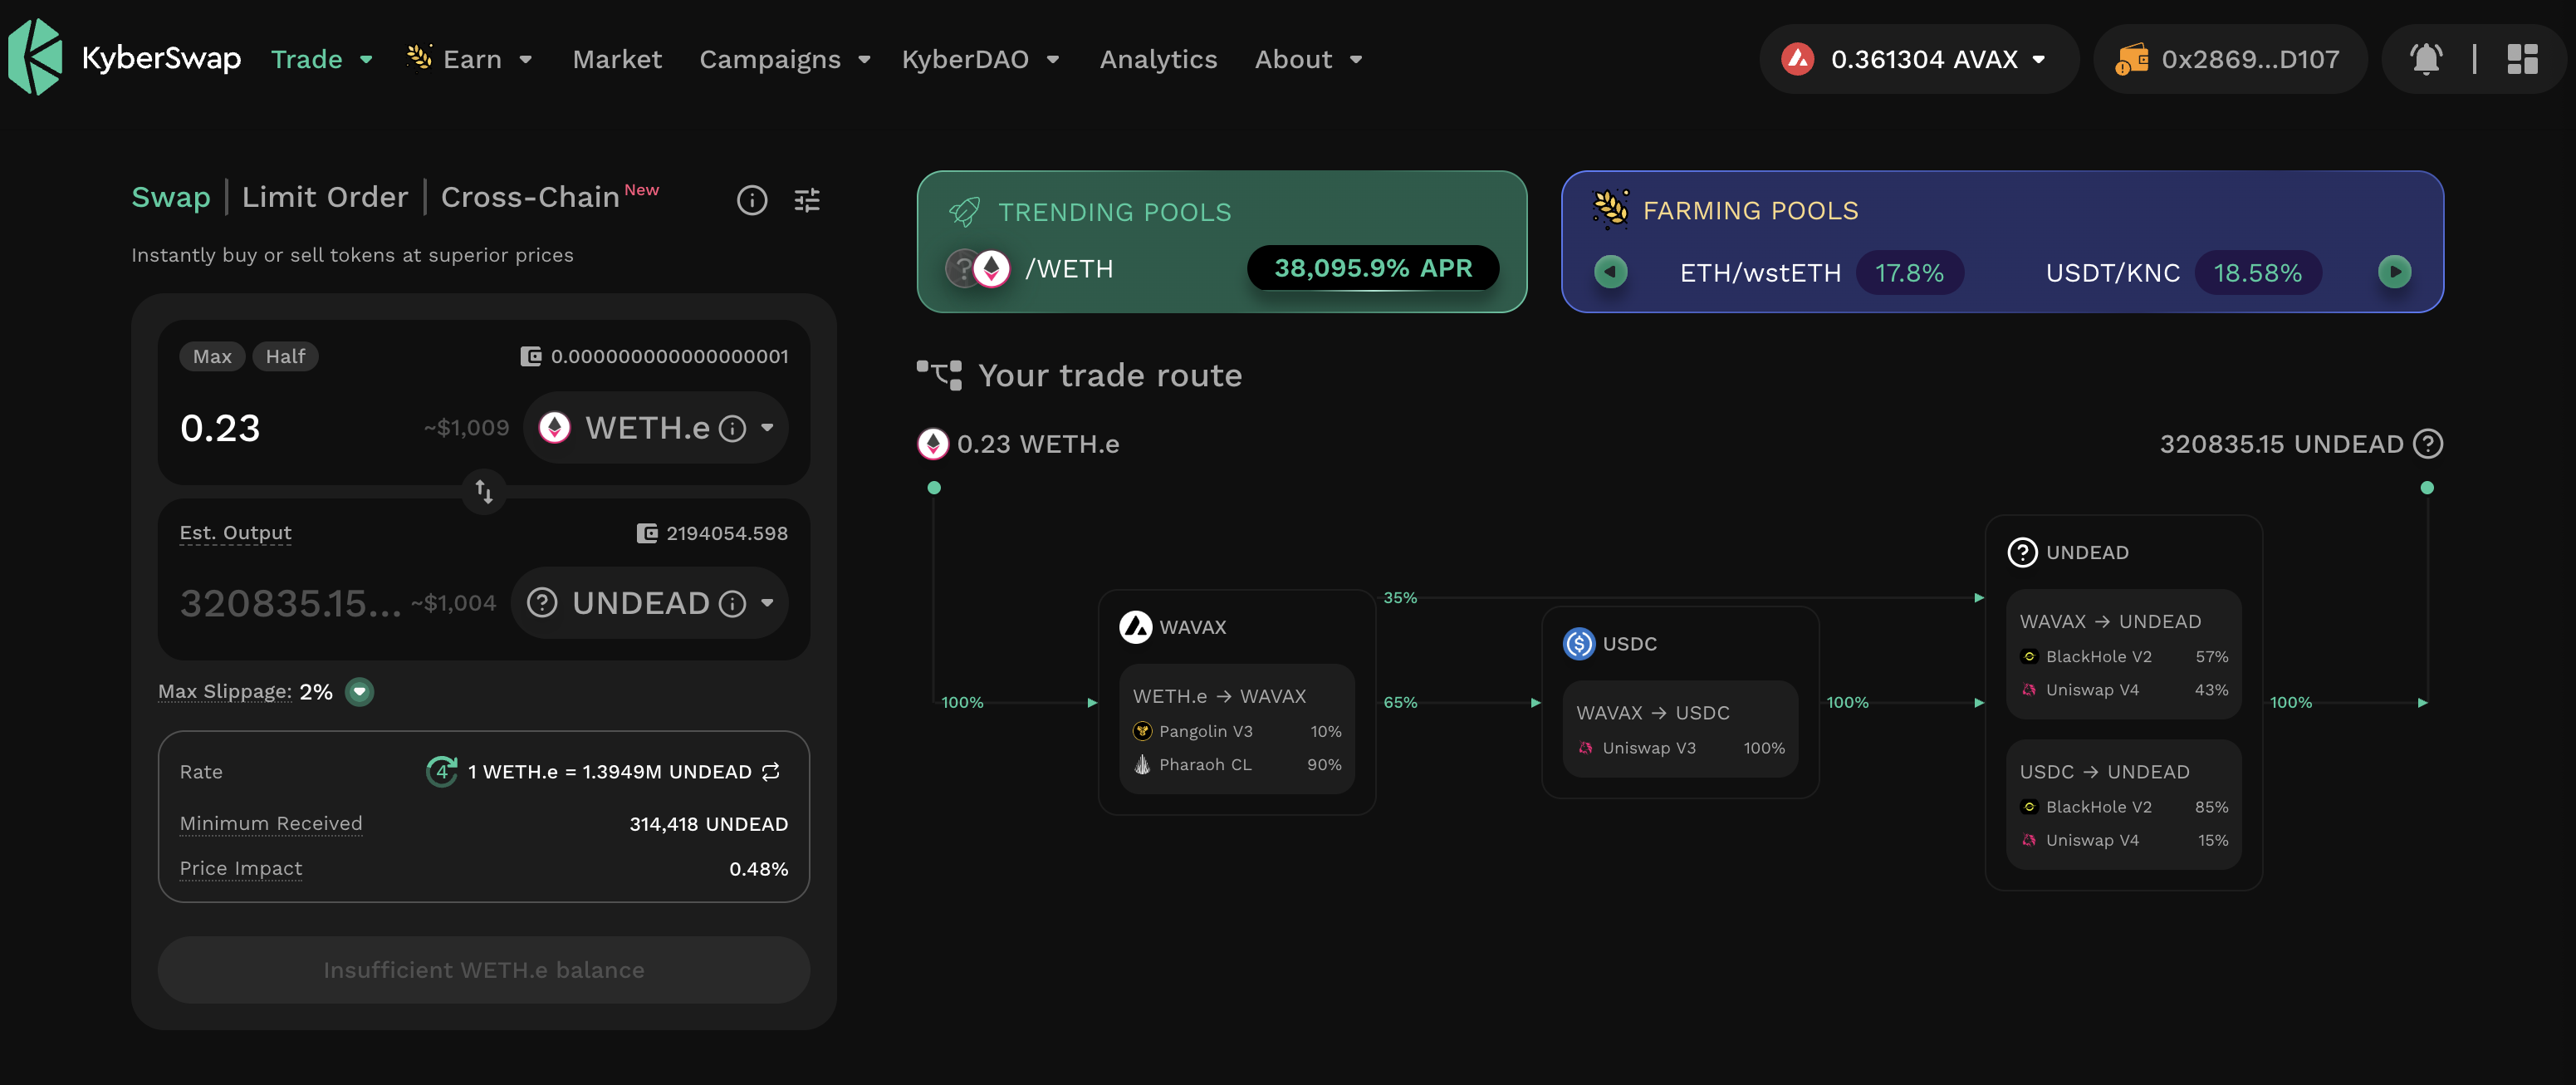 KyberSwap Trade Earn Market Campaigns KyberDAO Analytics About 0.361304 AVAX 0x2869...D107
Swap | Limit Order | Cross-Chain New
Instantly buy or sell tokens at superior prices
Max Half 0.000000000000000001
0.23 ~$1,009 WETH.e
Est. Output 2194054.598
320835.15... ~$1,004 UNDEAD
Max Slippage: 2%
Rate 4 1 WETH.e = 1.3949M UNDEAD
Minimum Received 314,418 UNDEAD
Price Impact 0.48%
Insufficient WETH.e balance
TRENDING POOLS
/WETH 38,095.9% APR
FARMING POOLS
ETH/wstETH 17.8% USDT/KNC 18.58%
Your trade route
0.23 WETH.e 320835.15 UNDEAD
100%
WAVAX
WETH.e → WAVAX
Pangolin V3 10%
Pharaoh CL 90%
35%
65%
USDC
WAVAX → USDC
Uniswap V3 100%
100%
UNDEAD
WAVAX → UNDEAD
BlackHole V2 57%
Uniswap V4 43%
USDC → UNDEAD
BlackHole V2 85%
Uniswap V4 15%
100%